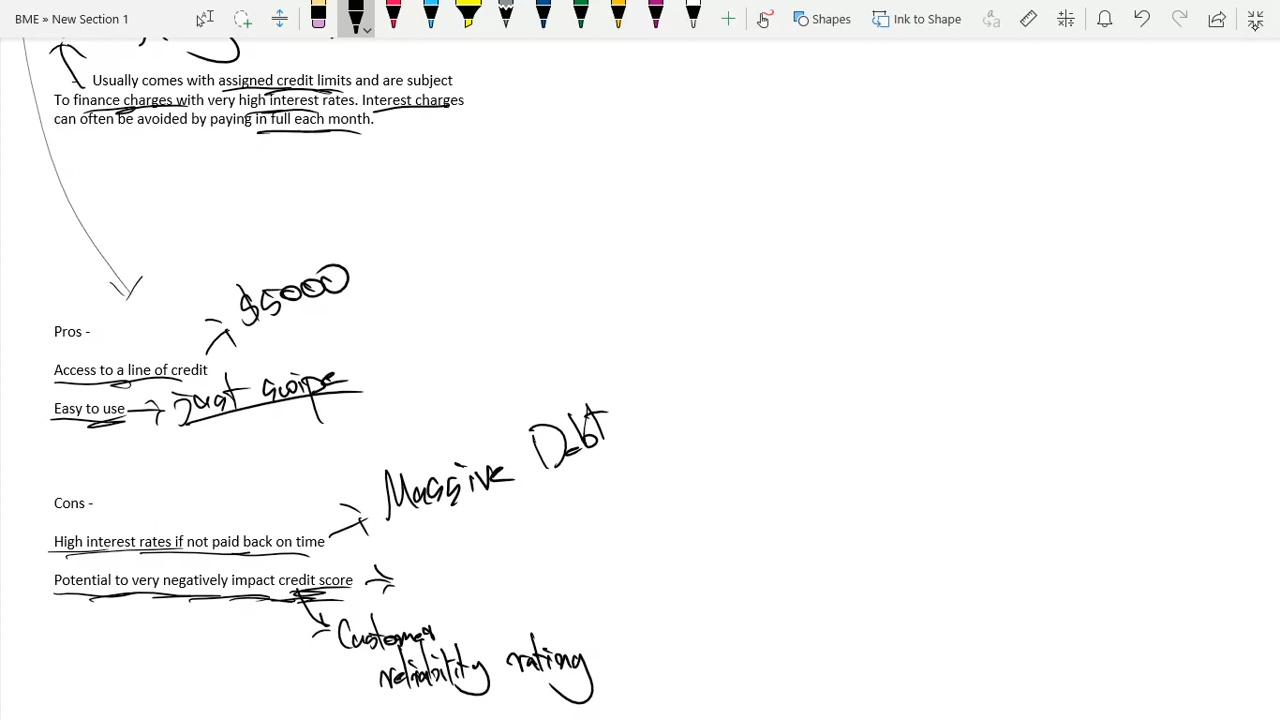 BME » New Section 1
Shapes
Ink to Shape
- Usually comes with assigned credit limits and are subject
To finance charges with very high interest rates. Interest charges
can often be avoided by paying in full each month.
$5000
Pros -
Access to a line of credit
Easy to use
Just swipe
Massive Debt
Cons -
High interest rates if not paid back on time
Potential to very negatively impact credit score
Customer
reliability rating